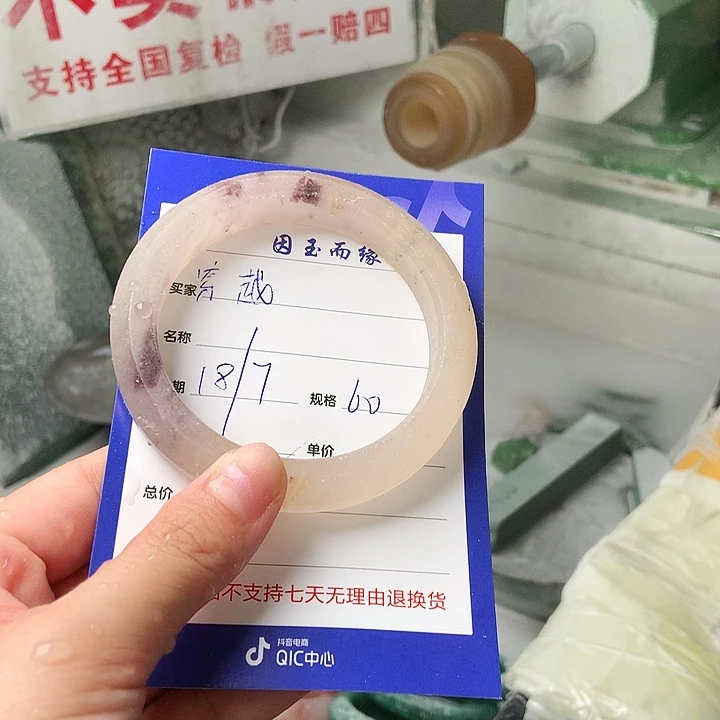 支持全国复检 假一赔四
因玉而缘
买家 穿越
名称
期 18/7 规格 60
单价
总价
不支持七天无理由退换货
抖音电商
QIC中心